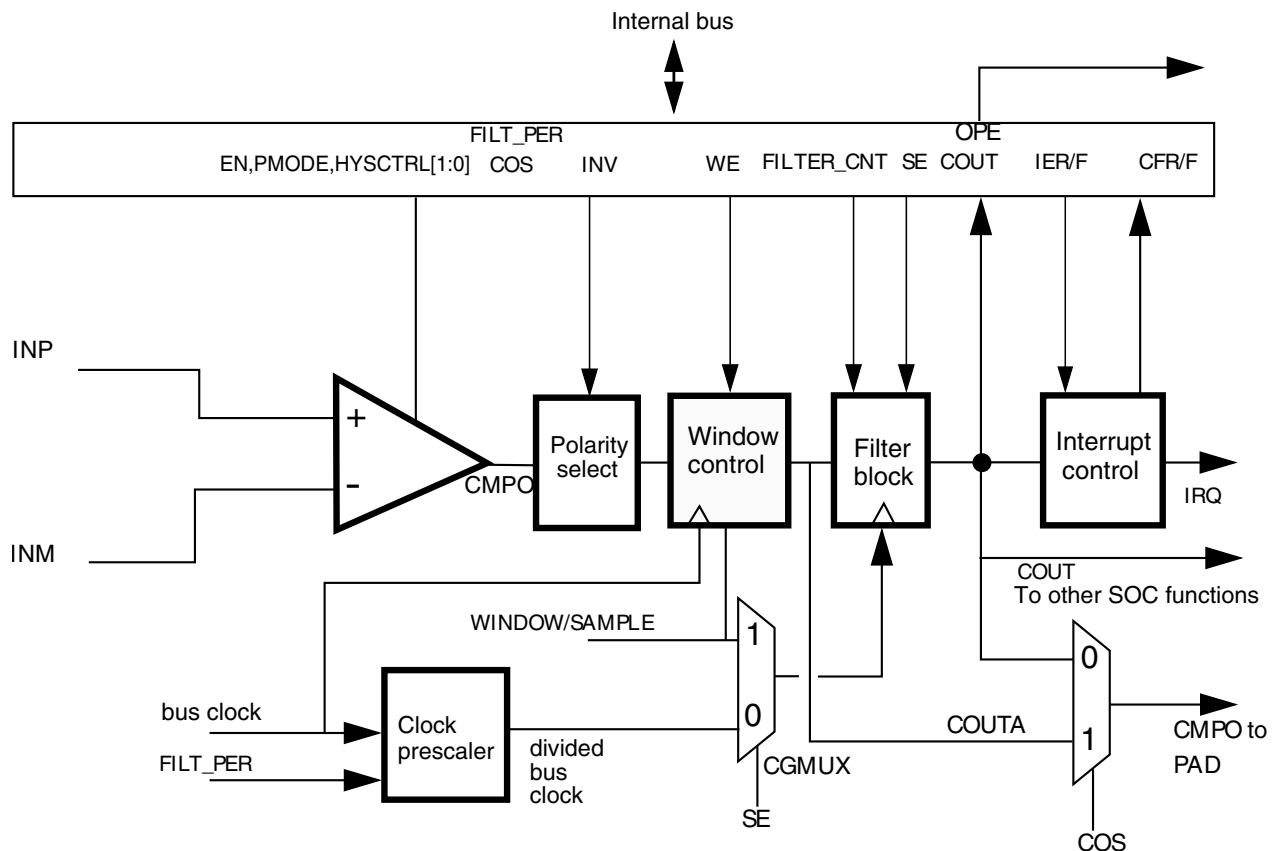 Internal bus
FILT_PER
OPE
EN,PMODE,HYSCTRL[1:0]
COS
INV
WE
FILTER_CNT
SE
COUT
IER/F
CFR/F
INP
+
-
INM
CMPO
Polarity
select
Window
control
Filter
block
Interrupt
control
IRQ
COUT
To other SOC functions
WINDOW/SAMPLE
1
0
CGMUX
SE
bus clock
FILT_PER
Clock
prescaler
divided
bus
clock
COUTA
0
1
CMPO to
PAD
COS